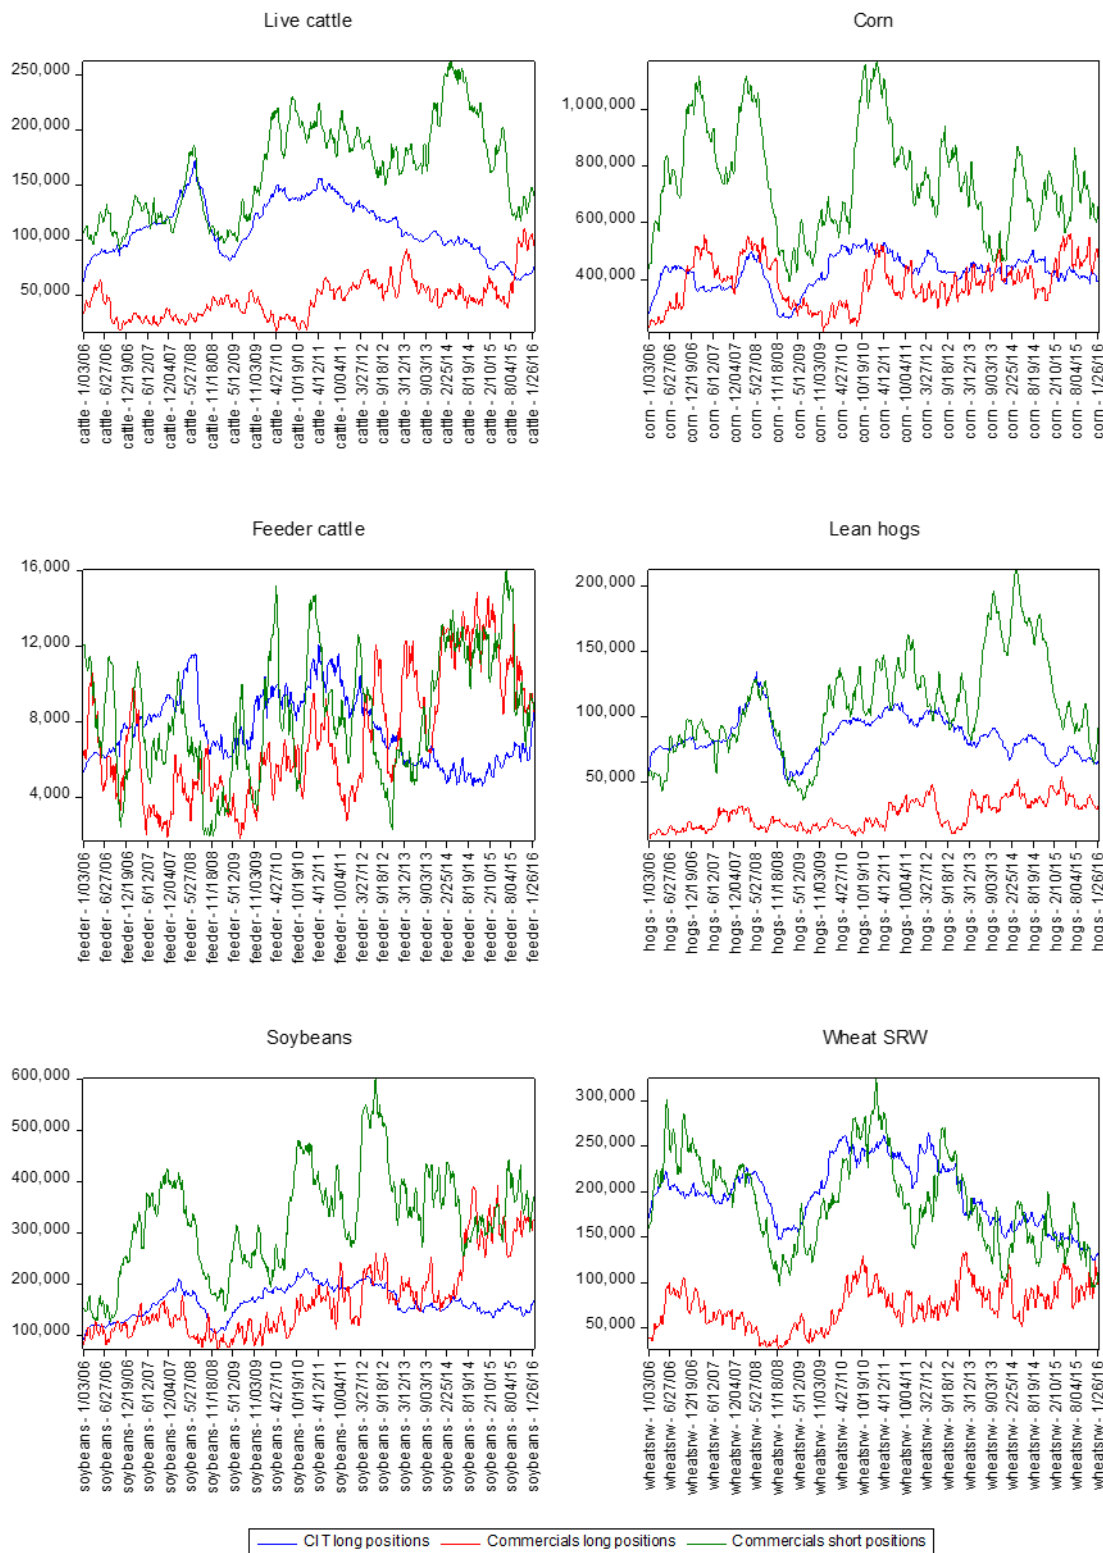 Live cattle
250,000
200,000
150,000
100,000
50,000
cattle - 1/03/06
cattle - 6/27/06
cattle - 12/19/06
cattle - 6/12/07
cattle - 12/04/07
cattle - 5/27/08
cattle - 11/18/08
cattle - 5/12/09
cattle - 11/03/09
cattle - 4/27/10
cattle - 10/19/10
cattle - 4/12/11
cattle - 10/04/11
cattle - 3/27/12
cattle - 9/18/12
cattle - 3/12/13
cattle - 9/03/13
cattle - 2/25/14
cattle - 8/19/14
cattle - 2/10/15
cattle - 8/04/15
cattle - 1/26/16
Corn
1,000,000
800,000
600,000
400,000
corn - 1/03/06
corn - 6/27/06
corn - 12/19/06
corn - 6/12/07
corn - 12/04/07
corn - 5/27/08
corn - 11/18/08
corn - 5/12/09
corn - 11/03/09
corn - 4/27/10
corn - 10/19/10
corn - 4/12/11
corn - 10/04/11
corn - 3/27/12
corn - 9/18/12
corn - 3/12/13
corn - 9/03/13
corn - 2/25/14
corn - 8/19/14
corn - 2/10/15
corn - 8/04/15
corn - 1/26/16
Feeder cattle
16,000
12,000
8,000
4,000
feeder - 1/03/06
feeder - 6/27/06
feeder - 12/19/06
feeder - 6/12/07
feeder - 12/04/07
feeder - 5/27/08
feeder - 11/18/08
feeder - 5/12/09
feeder - 11/03/09
feeder - 4/27/10
feeder - 10/19/10
feeder - 4/12/11
feeder - 10/04/11
feeder - 3/27/12
feeder - 9/18/12
feeder - 3/12/13
feeder - 9/03/13
feeder - 2/25/14
feeder - 8/19/14
feeder - 2/10/15
feeder - 8/04/15
feeder - 1/26/16
Lean hogs
200,000
150,000
100,000
50,000
hogs - 1/03/06
hogs - 6/27/06
hogs - 12/19/06
hogs - 6/12/07
hogs - 12/04/07
hogs - 5/27/08
hogs - 11/18/08
hogs - 5/12/09
hogs - 11/03/09
hogs - 4/27/10
hogs - 10/19/10
hogs - 4/12/11
hogs - 10/04/11
hogs - 3/27/12
hogs - 9/18/12
hogs - 3/12/13
hogs - 9/03/13
hogs - 2/25/14
hogs - 8/19/14
hogs - 2/10/15
hogs - 8/04/15
hogs - 1/26/16
Soybeans
600,000
500,000
400,000
300,000
200,000
100,000
soybeans - 1/03/06
soybeans - 6/27/06
soybeans - 12/19/06
soybeans - 6/12/07
soybeans - 12/04/07
soybeans - 5/27/08
soybeans - 11/18/08
soybeans - 5/12/09
soybeans - 11/03/09
soybeans - 4/27/10
soybeans - 10/19/10
soybeans - 4/12/11
soybeans - 10/04/11
soybeans - 3/27/12
soybeans - 9/18/12
soybeans - 3/12/13
soybeans - 9/03/13
soybeans - 2/25/14
soybeans - 8/19/14
soybeans - 2/10/15
soybeans - 8/04/15
soybeans - 1/26/16
Wheat SRW
300,000
250,000
200,000
150,000
100,000
50,000
wheatsrw - 1/03/06
wheatsrw - 6/27/06
wheatsrw - 12/19/06
wheatsrw - 6/12/07
wheatsrw - 12/04/07
wheatsrw - 5/27/08
wheatsrw - 11/18/08
wheatsrw - 5/12/09
wheatsrw - 11/03/09
wheatsrw - 4/27/10
wheatsrw - 10/19/10
wheatsrw - 4/12/11
wheatsrw - 10/04/11
wheatsrw - 3/27/12
wheatsrw - 9/18/12
wheatsrw - 3/12/13
wheatsrw - 9/03/13
wheatsrw - 2/25/14
wheatsrw - 8/19/14
wheatsrw - 2/10/15
wheatsrw - 8/04/15
wheatsrw - 1/26/16
CIT long positions
Commercials long positions
Commercials short positions